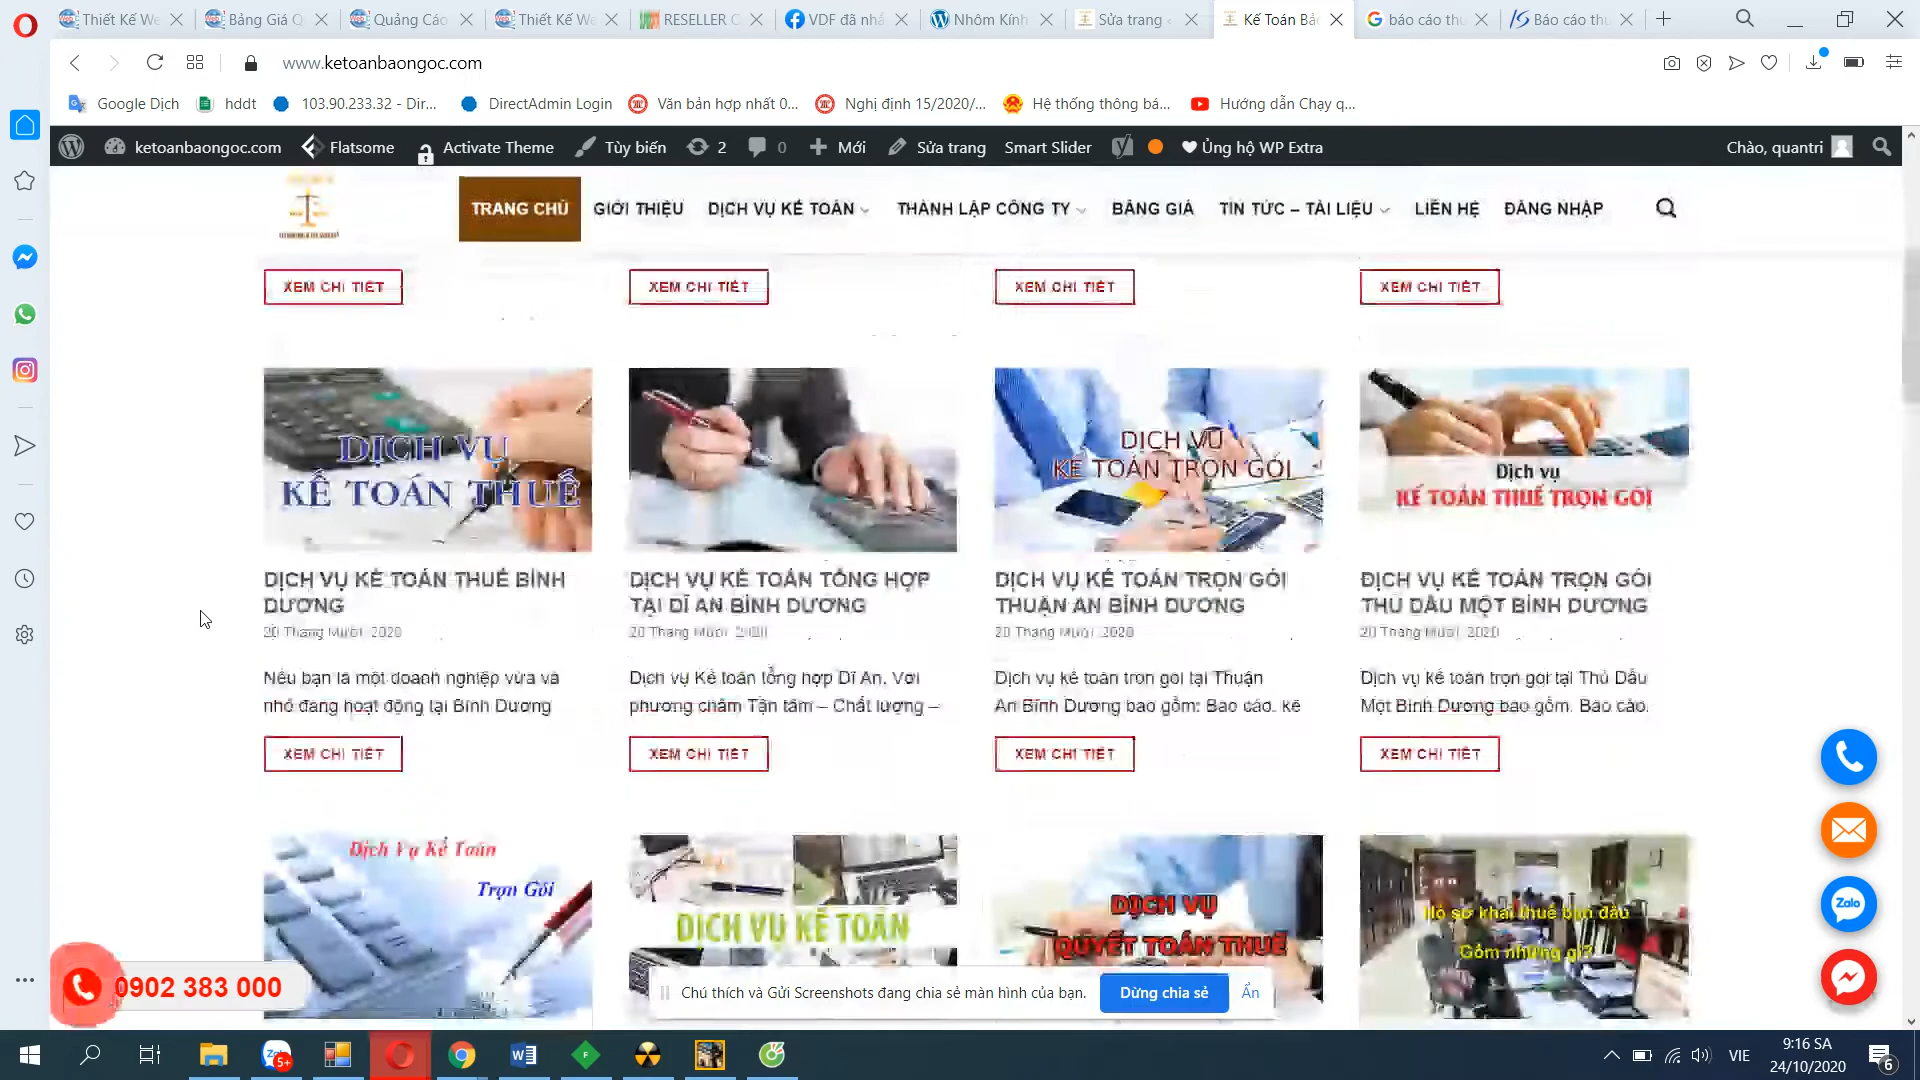 Thiết Kế We
Bảng Giá Q
Quảng Cáo
Thiết Kế We
RESELLER C
VDF đã nhấ
Nhôm Kính
Sửa trang ‹
Kế Toán Bảo
báo cáo thu
Báo cáo thu
www.ketoanbaongoc.com
Google Dịch
hddt
103.90.233.32 - Dir...
DirectAdmin Login
Văn bản hợp nhất 0...
Nghị định 15/2020/...
Hệ thống thông bá...
Hướng dẫn Chạy q...
ketoanbaongoc.com
Flatsome
Activate Theme
Tùy biến
2
0
Mới
Sửa trang
Smart Slider
Ủng hộ WP Extra
Chào, quantri
TRANG CHỦ
GIỚI THIỆU
DỊCH VỤ KẾ TOÁN
THÀNH LẬP CÔNG TY
BẢNG GIÁ
TIN TỨC – TÀI LIỆU
LIÊN HỆ
ĐĂNG NHẬP
XEM CHI TIẾT
XEM CHI TIẾT
XEM CHI TIẾT
XEM CHI TIẾT
DỊCH VỤ
KẾ TOÁN THUẾ
DỊCH VỤ
KẾ TOÁN TRỌN GÓI
Dịch vụ
KẾ TOÁN THUẾ TRỌN GÓI
DỊCH VỤ KẾ TOÁN THUẾ BÌNH
DƯƠNG
20 Tháng Mười, 2020
Nếu bạn là một doanh nghiệp vừa và
nhỏ đang hoạt động tại Bình Dương
XEM CHI TIẾT
DỊCH VỤ KẾ TOÁN TỔNG HỢP
TẠI DĨ AN BÌNH DƯƠNG
20 Tháng Mười, 2020
Dịch vụ Kế toán tổng hợp Dĩ An. Với
phương châm Tận tâm – Chất lượng –
XEM CHI TIẾT
DỊCH VỤ KẾ TOÁN TRỌN GÓI
THUẬN AN BÌNH DƯƠNG
20 Tháng Mười, 2020
Dịch vụ kế toán trọn gói tại Thuận
An Bình Dương bao gồm: Báo cáo, kê
XEM CHI TIẾT
DỊCH VỤ KẾ TOÁN TRỌN GÓI
THỦ DẦU MỘT BÌNH DƯƠNG
20 Tháng Mười, 2020
Dịch vụ kế toán trọn gói tại Thủ Dầu
Một Bình Dương bao gồm. Báo cáo,
XEM CHI TIẾT
Dịch Vụ Kế Toán
Trọn Gói
DỊCH VỤ KẾ TOÁN
DỊCH VỤ
QUYẾT TOÁN THUẾ
Hồ sơ khai thuế ban đầu
Gồm những gì?
Zalo
0902 383 000
Chú thích và Gửi Screenshots đang chia sẻ màn hình của bạn.
Dừng chia sẻ
Ẩn
5+
VIE
9:16 SA
24/10/2020
6